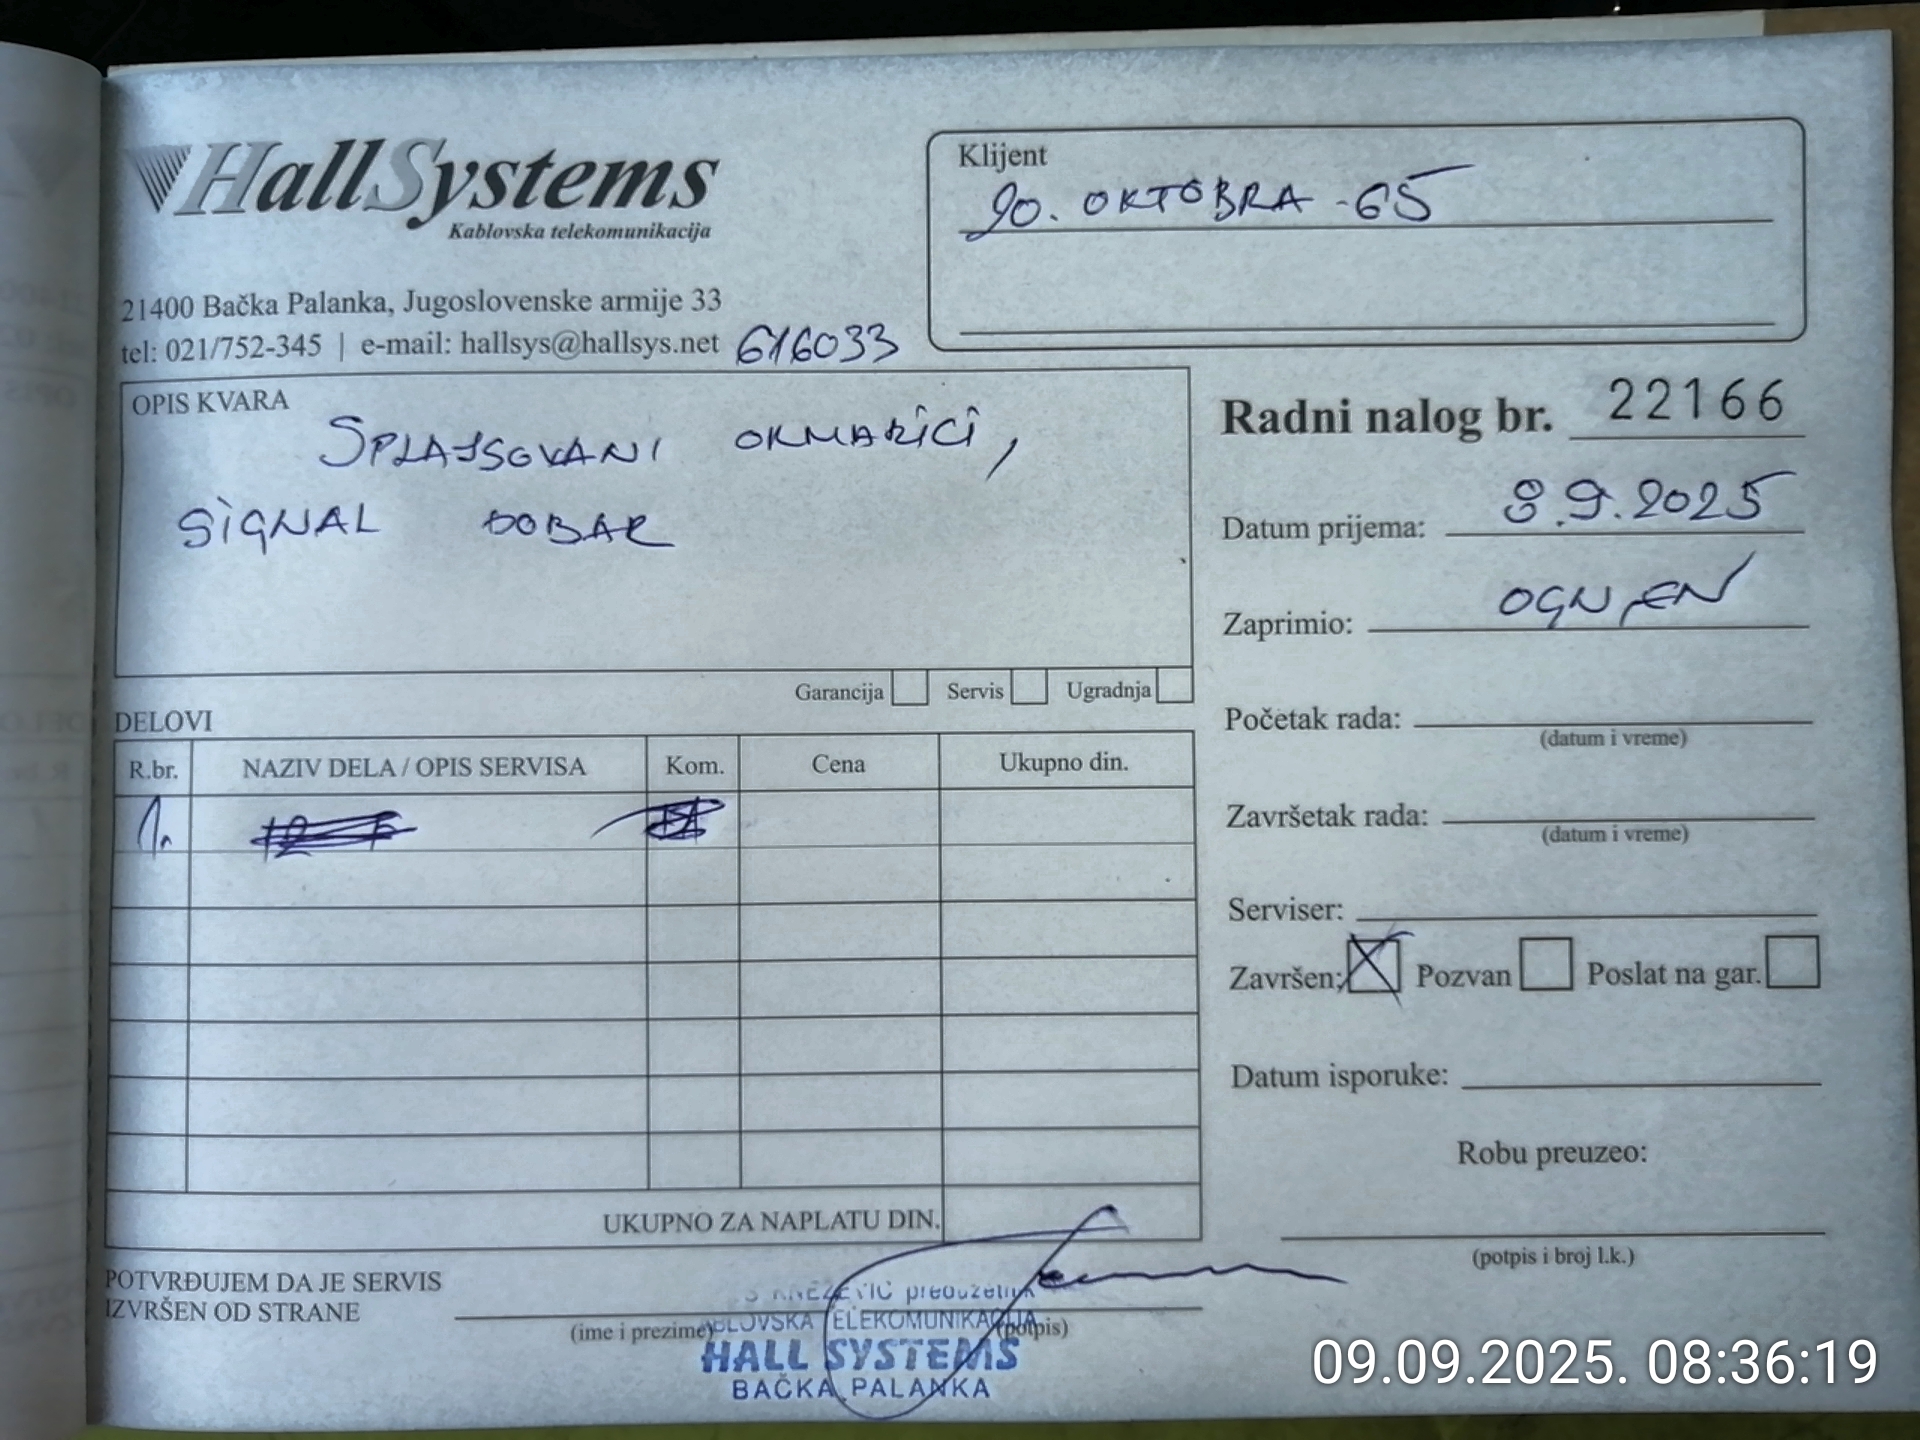 HallSystems
Kablovska telekomunikacija
21400 Bačka Palanka, Jugoslovenske armije 33
tel: 021/752-345 | e-mail: hallsys@hallsys.net 616033
Klijent
20. OKTOBRA - 65
OPIS KVARA
SPLAJSOVANI ORMARIĆI,
SIGNAL DOBAR
Garancija Servis Ugradnja
Radni nalog br. 22166
Datum prijema: 8.9.2025
Zaprimio: OGNJEN
Početak rada:
(datum i vreme)
Završetak rada:
(datum i vreme)
Serviser:
Završen: Pozvan Poslat na gar.
Datum isporuke:
Robu preuzeo:
(potpis i broj l.k.)
DELOVI
R.br. NAZIV DELA / OPIS SERVISA Kom. Cena Ukupno din.
1.
UKUPNO ZA NAPLATU DIN.
POTVRĐUJEM DA JE SERVIS
IZVRŠEN OD STRANE
(ime i prezime) (potpis)
KNEŽEVIĆ preduzetnik
TELEKOMUNIKACIJA
HALL SYSTEMS
BAČKA PALANKA
09.09.2025. 08:36:19